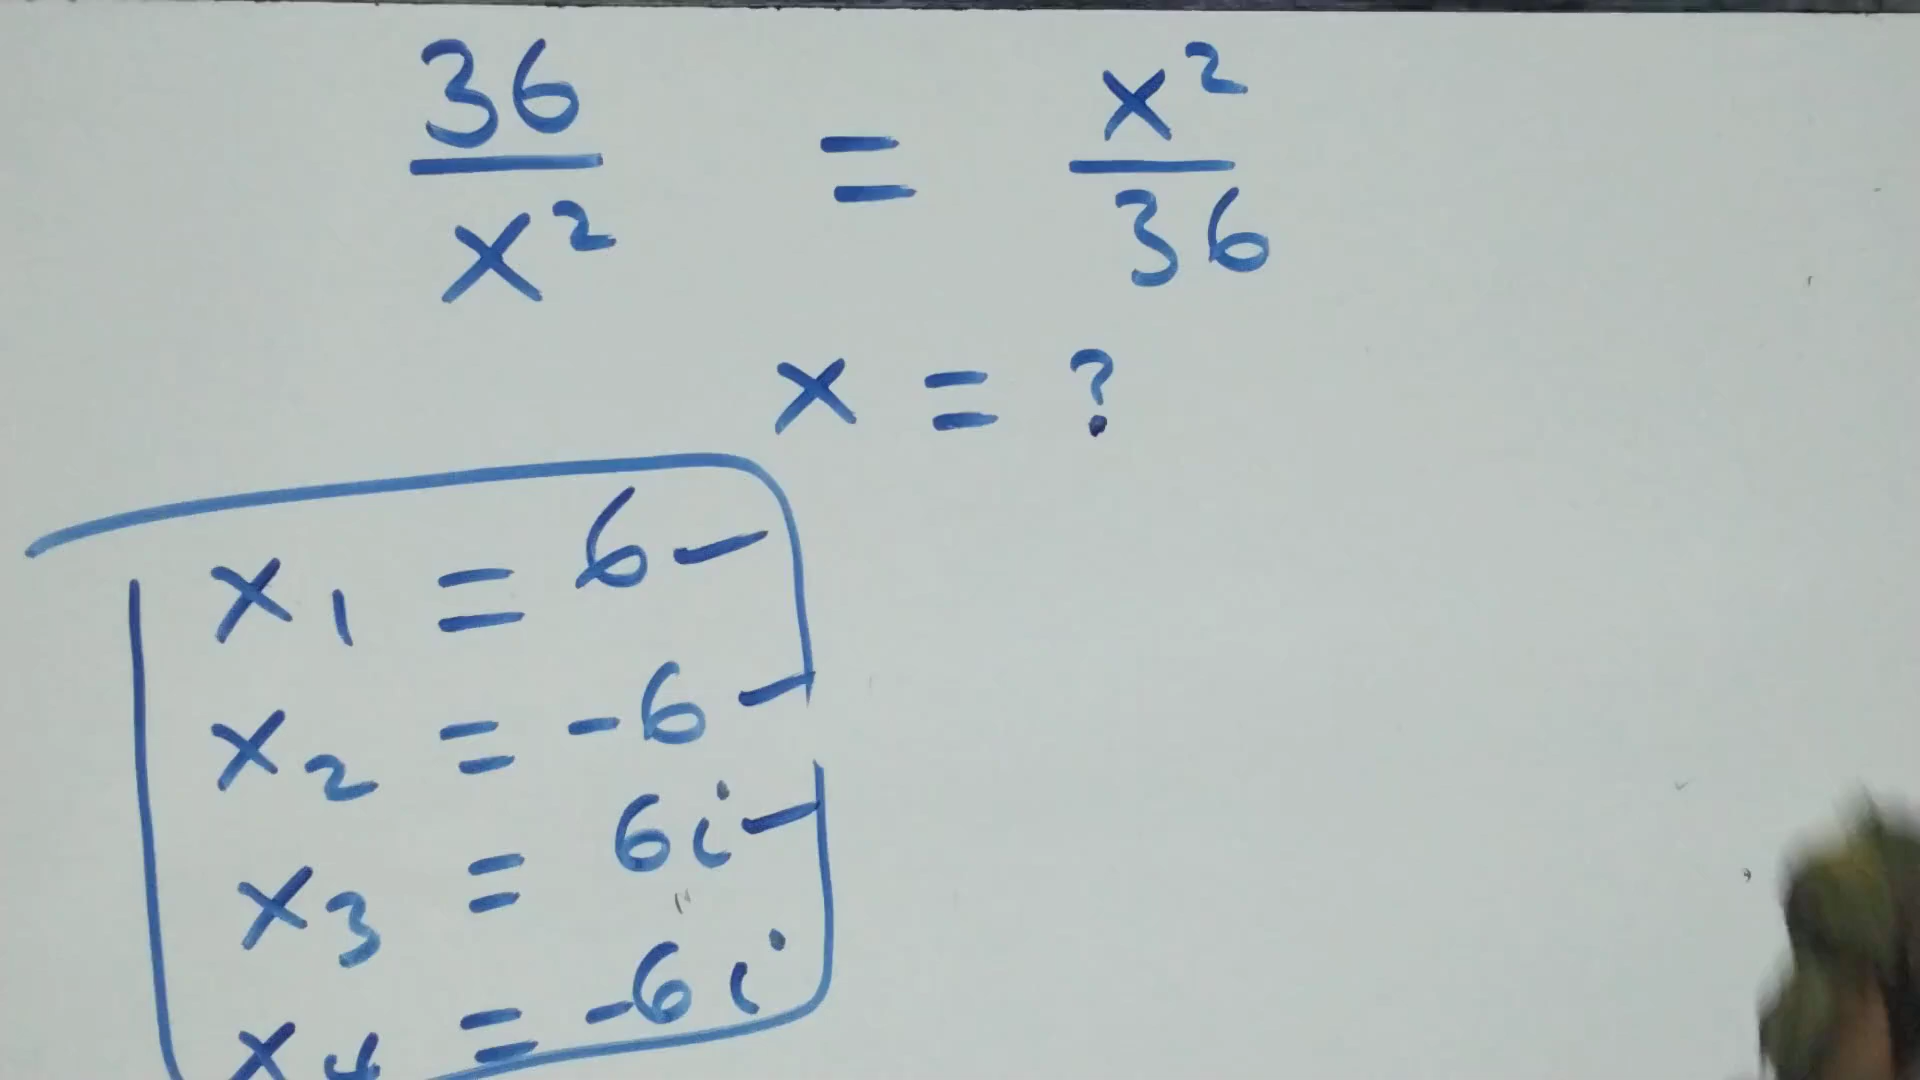 36/x² = x²/36
x = ?
x₁ = 6 –
x₂ = -6 –
x₃ = 6i –
x₄ = -6i